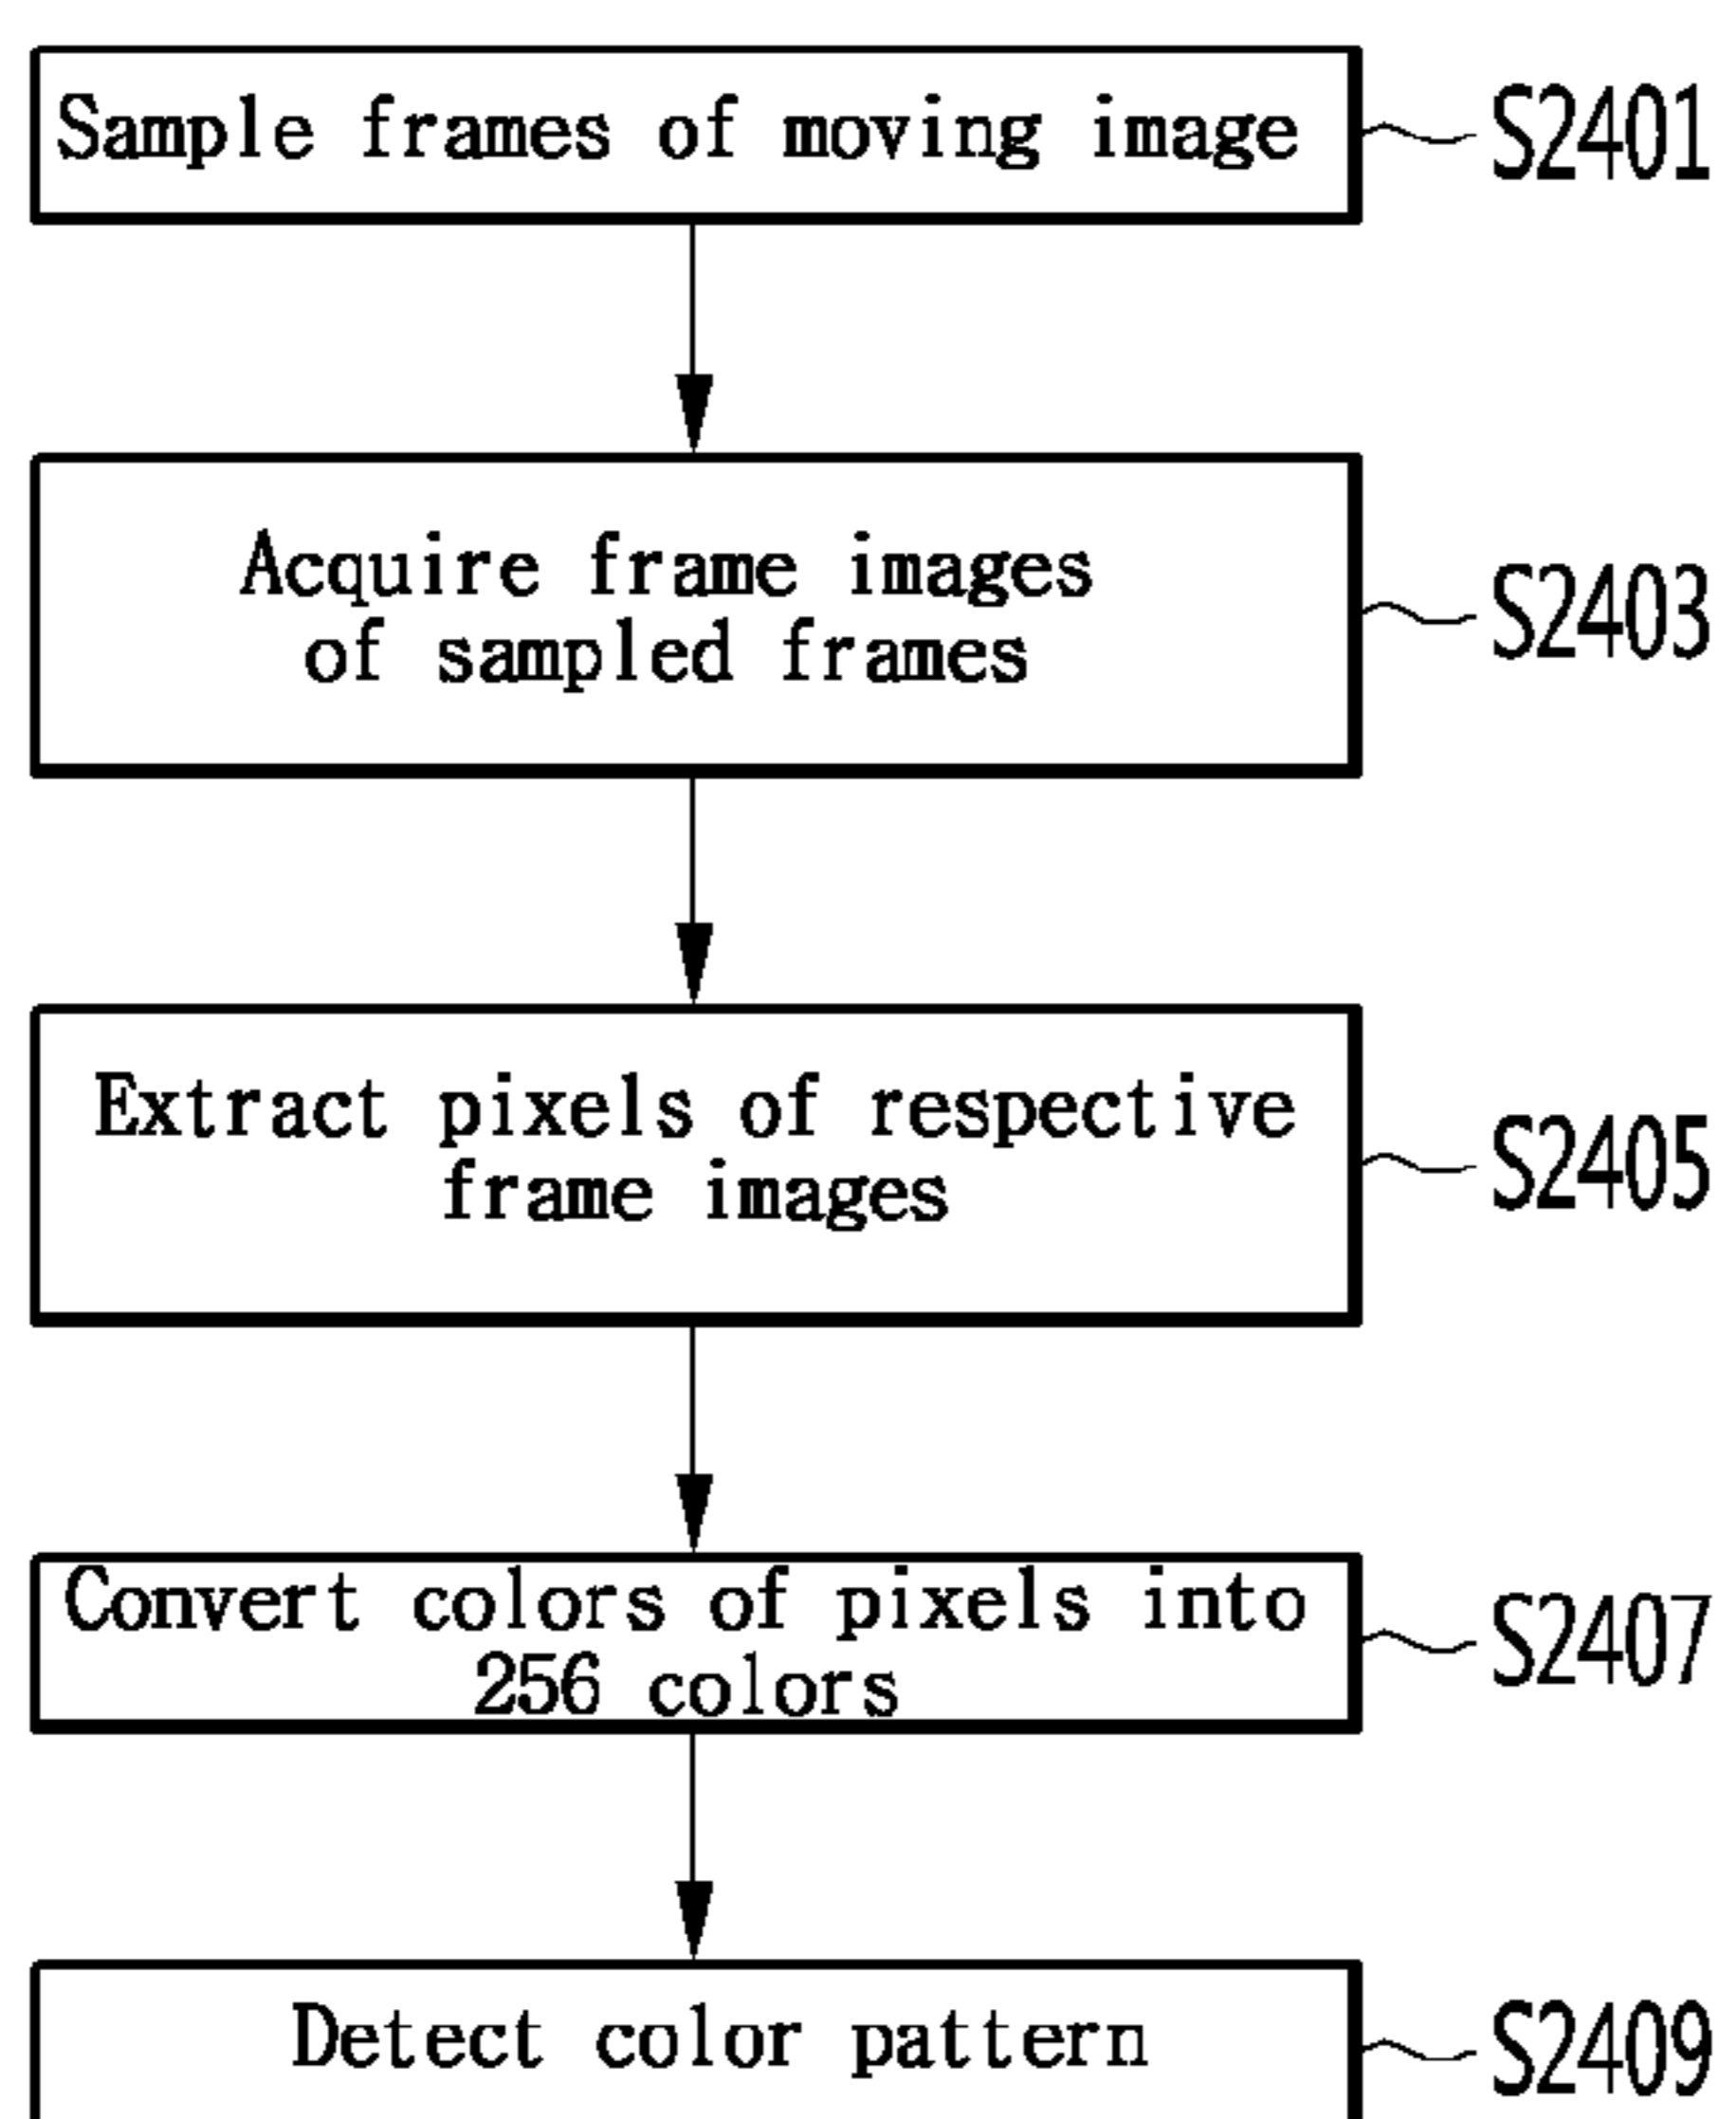 Sample frames of moving image
S2401
Acquire frame images
of sampled frames
S2403
Extract pixels of respective
frame images
S2405
Convert colors of pixels into
256 colors
S2407
Detect color pattern
S2409